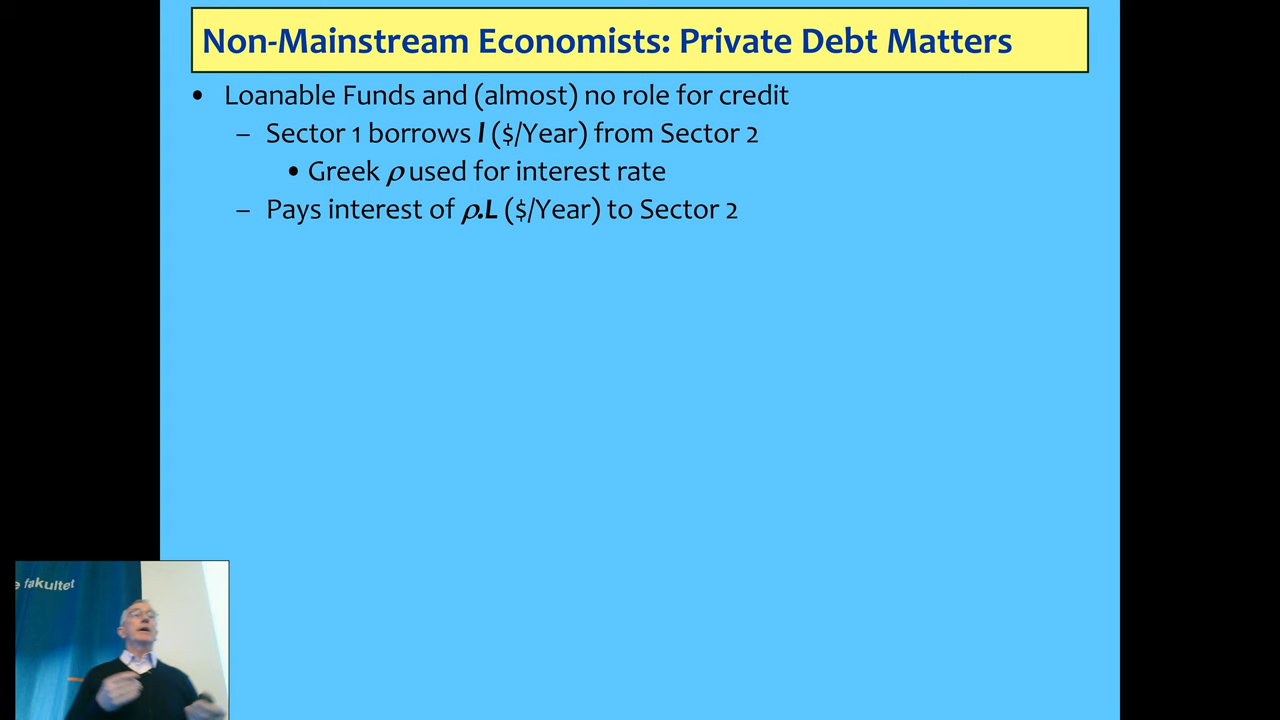 Non-Mainstream Economists: Private Debt Matters
• Loanable Funds and (almost) no role for credit
– Sector 1 borrows l ($/Year) from Sector 2
• Greek ρ used for interest rate
– Pays interest of ρ.L ($/Year) to Sector 2
e fakultet